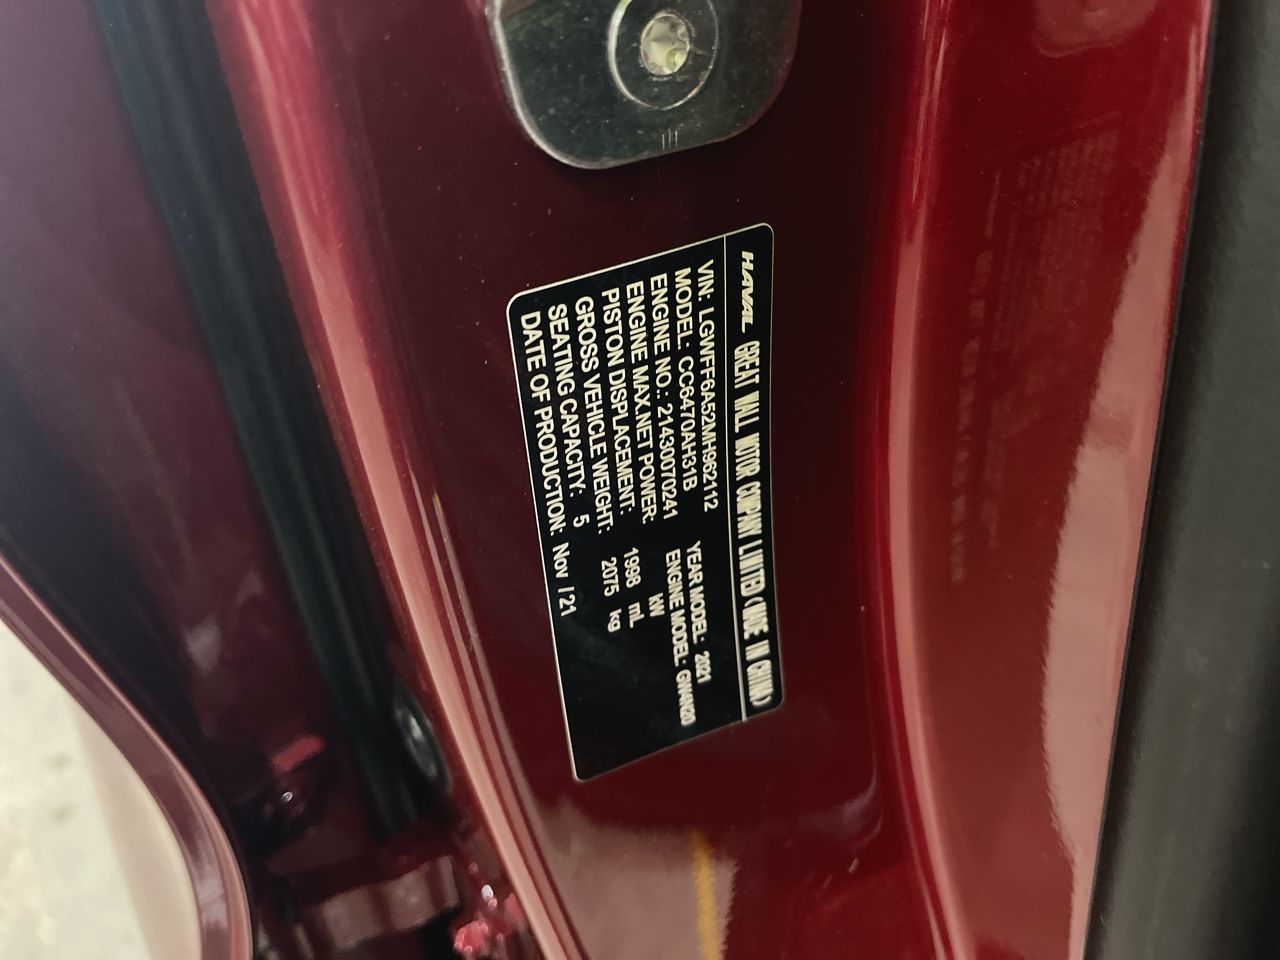 HAVAL GREAT WALL MOTOR COMPANY LIMITED (MADE IN CHINA)
VIN: LGWFF6A52MH962112 YEAR MODEL: 2021
MODEL: CC6470AH31B ENGINE MODEL: GW4N20
ENGINE NO.: 21430070241
ENGINE MAX.NET POWER: kW
PISTON DISPLACEMENT: 1998 mL
GROSS VEHICLE WEIGHT: 2075 kg
SEATING CAPACITY: 5
DATE OF PRODUCTION: Nov / 21